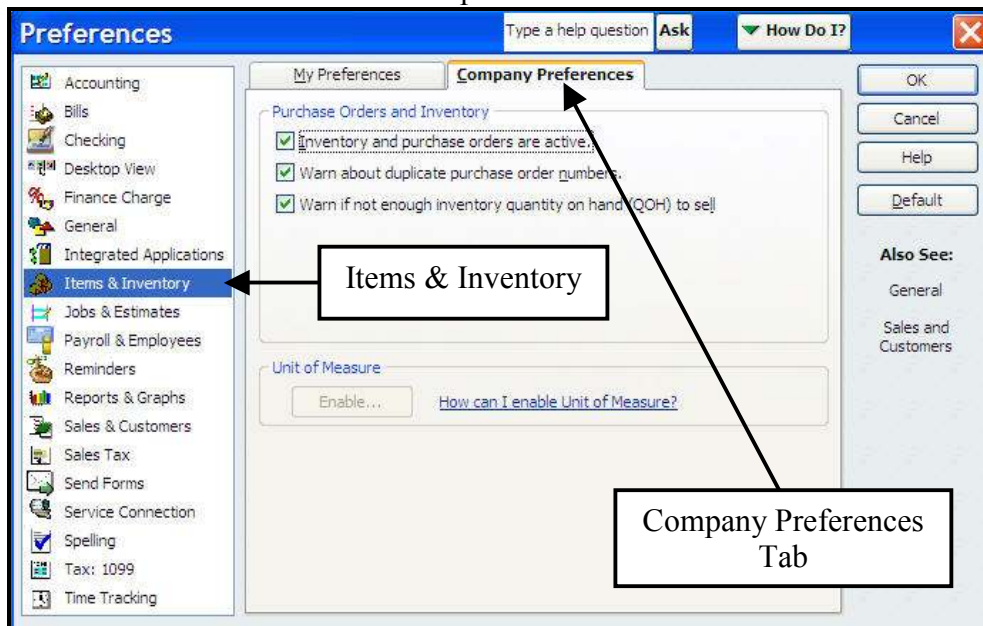 Preferences
Type a help question Ask
How Do I?
Accounting
Bills
Checking
Desktop View
Finance Charge
General
Integrated Applications
Items & Inventory
Jobs & Estimates
Payroll & Employees
Reminders
Reports & Graphs
Sales & Customers
Sales Tax
Send Forms
Service Connection
Spelling
Tax: 1099
Time Tracking
My Preferences
Company Preferences
Purchase Orders and Inventory
Inventory and purchase orders are active.
Warn about duplicate purchase order numbers.
Warn if not enough inventory quantity on hand (QOH) to sell
Items & Inventory
Unit of Measure
Enable...
How can I enable Unit of Measure?
Company Preferences
Tab
OK
Cancel
Help
Default
Also See:
General
Sales and
Customers